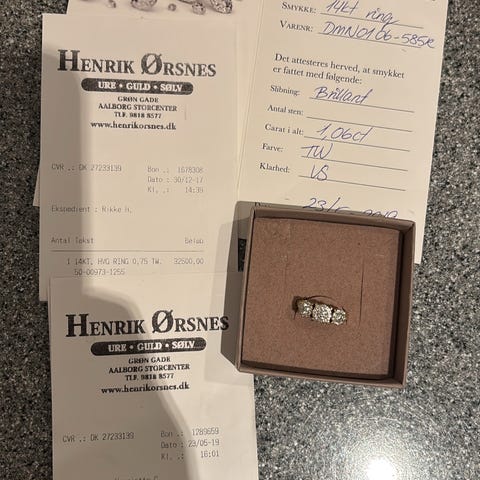 HENRIK ØRSNES
URE • GULD • SØLV
GRØN GADE
AALBORG STORCENTER
TLF. 9818 8577
www.henrikorsnes.dk
CVR .: DK 27233139
Bon .: 1678308
Dato : 30/12-17
Kl. .: 14:39
Ekspedient : Rikke H.
Antal Tekst Beløb
1 14KT. HVG RING 0,75 TW. 32500,00
50-00973-1255
HENRIK ØRSNES
URE • GULD • SØLV
GRØN GADE
AALBORG STORCENTER
TLF. 9818 8577
www.henrikorsnes.dk
CVR .: DK 27233139
Bon .: 1289659
Dato : 23/05-19
Kl. .: 16:01
SMYKKE: 14kt ring
VARENR: DMN0106-585R
Det attesteres herved, at smykket
er fattet med følgende:
Slibning: Brillant
Antal sten:
Carat i alt: 1,06ct
Farve: TW
Klarhed: VS